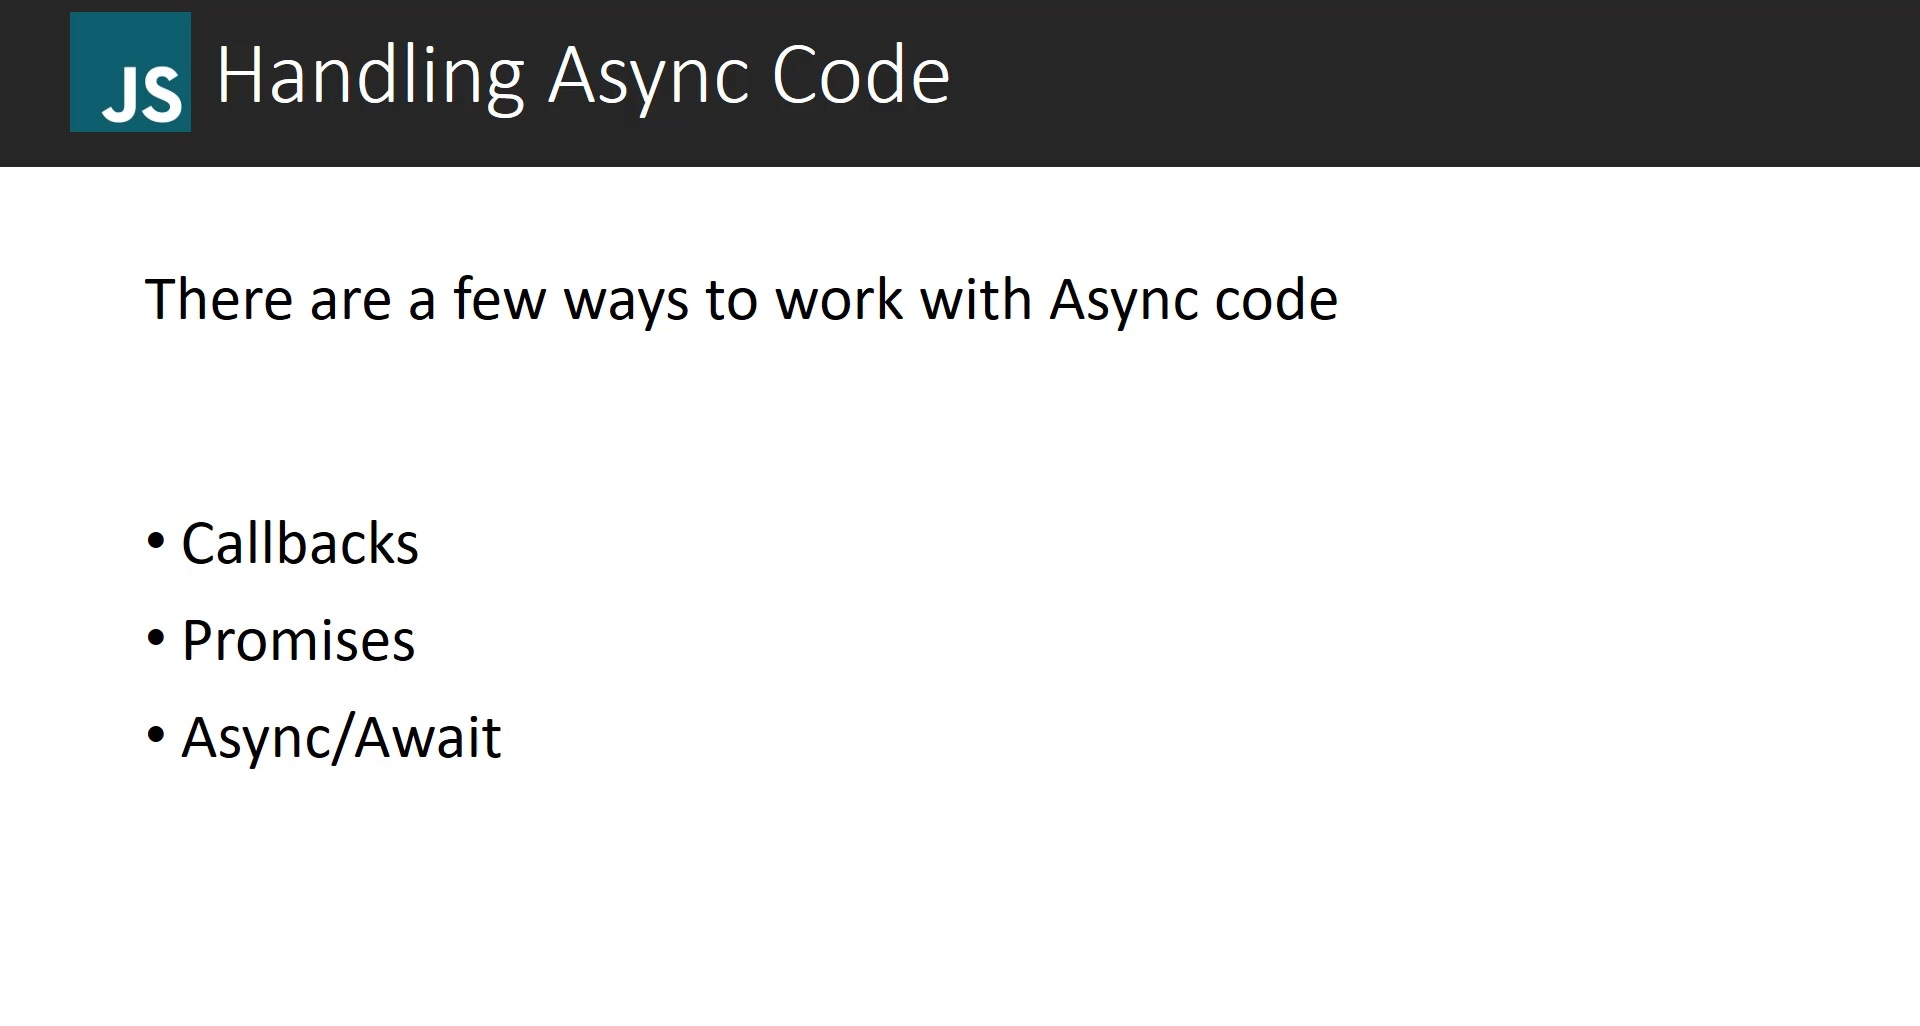 JS
Handling Async Code
There are a few ways to work with Async code
• Callbacks
• Promises
• Async/Await